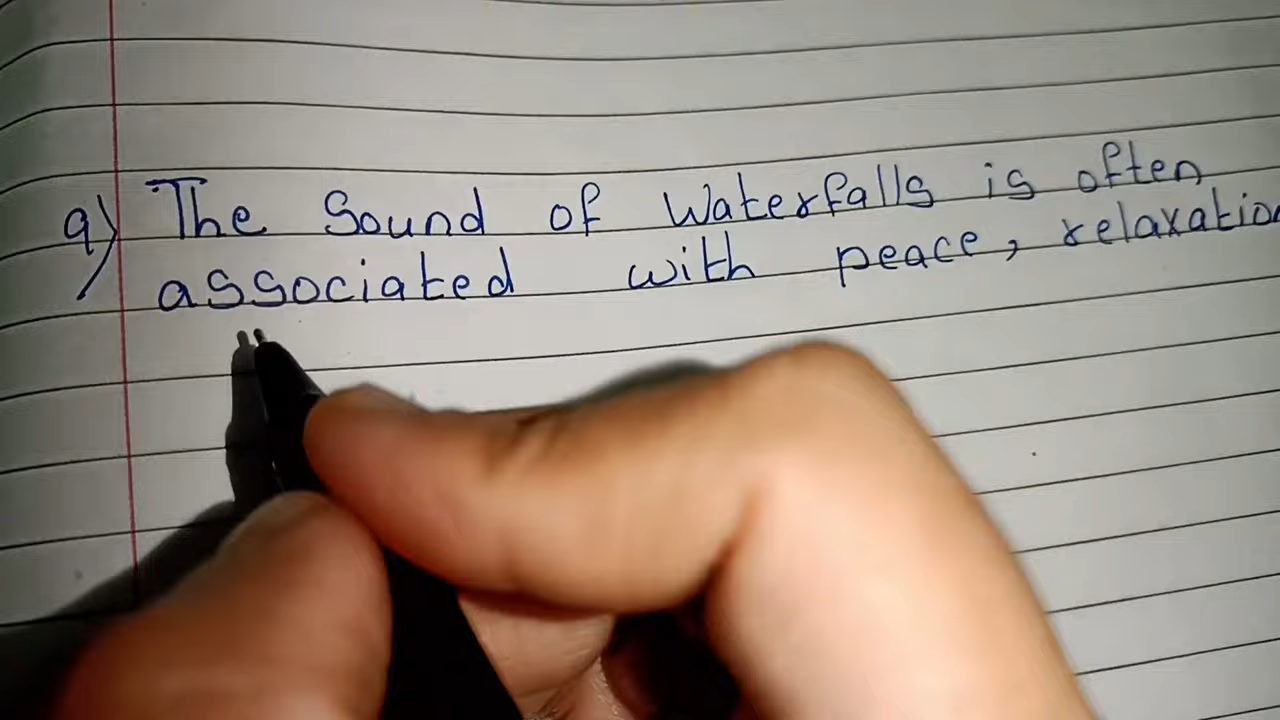 9) The Sound of Waterfalls is often
associated with peace, relaxation